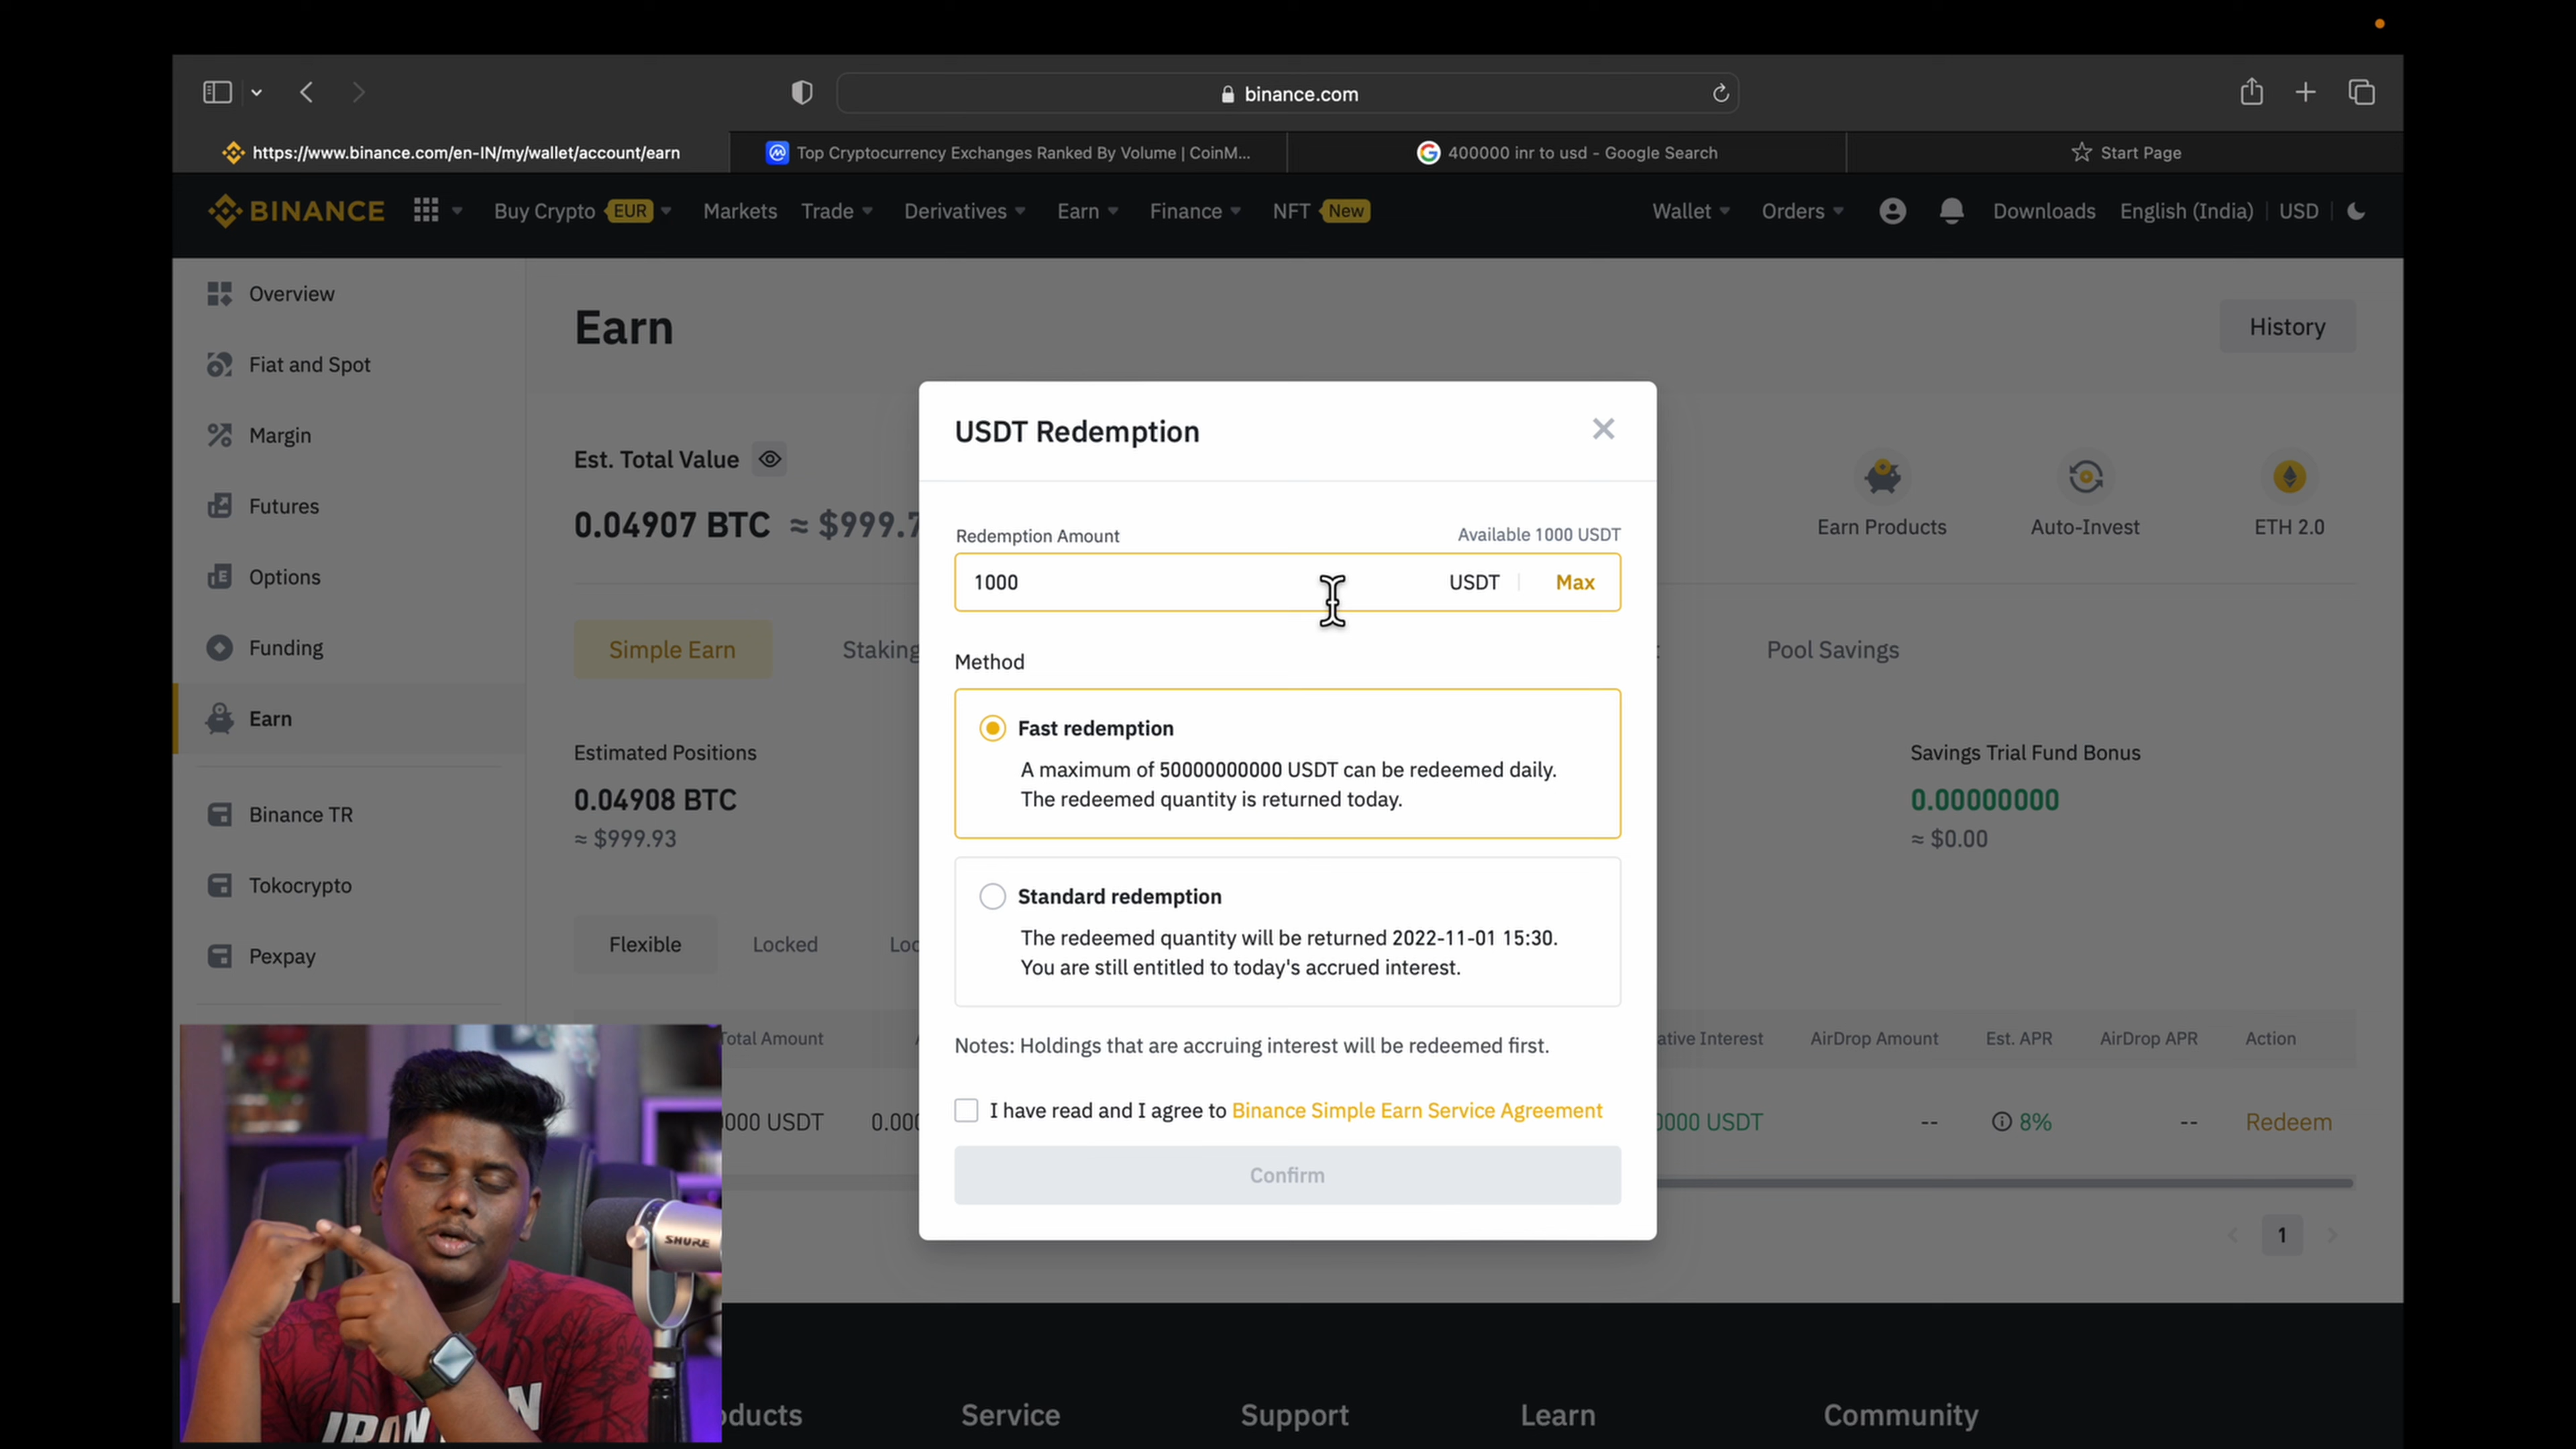 binance.com
https://www.binance.com/en-IN/my/wallet/account/earn
Top Cryptocurrency Exchanges Ranked By Volume | CoinM...
400000 inr to usd - Google Search
Start Page
BINANCE
Buy Crypto EUR
Markets
Trade
Derivatives
Earn
Finance
NFT New
Wallet
Orders
Downloads
English (India)
USD
Overview
Fiat and Spot
Margin
Futures
Options
Funding
Earn
Binance TR
Tokocrypto
Pexpay
Earn
History
Est. Total Value
0.04907 BTC ≈ $999.7
Earn Products
Auto-Invest
ETH 2.0
Simple Earn
Staking
Pool Savings
Estimated Positions
0.04908 BTC
≈ $999.93
Savings Trial Fund Bonus
0.00000000
≈ $0.00
Flexible
Locked
Loc
USDT Redemption
Redemption Amount
Available 1000 USDT
1000
USDT
Max
Method
Fast redemption
A maximum of 50000000000 USDT can be redeemed daily.
The redeemed quantity is returned today.
Standard redemption
The redeemed quantity will be returned 2022-11-01 15:30.
You are still entitled to today's accrued interest.
Notes: Holdings that are accruing interest will be redeemed first.
I have read and I agree to Binance Simple Earn Service Agreement
Confirm
Total Amount
ative Interest
AirDrop Amount
Est. APR
AirDrop APR
Action
000 USDT
0.000
0000 USDT
--
8%
--
Redeem
1
SHURE
oducts
Service
Support
Learn
Community